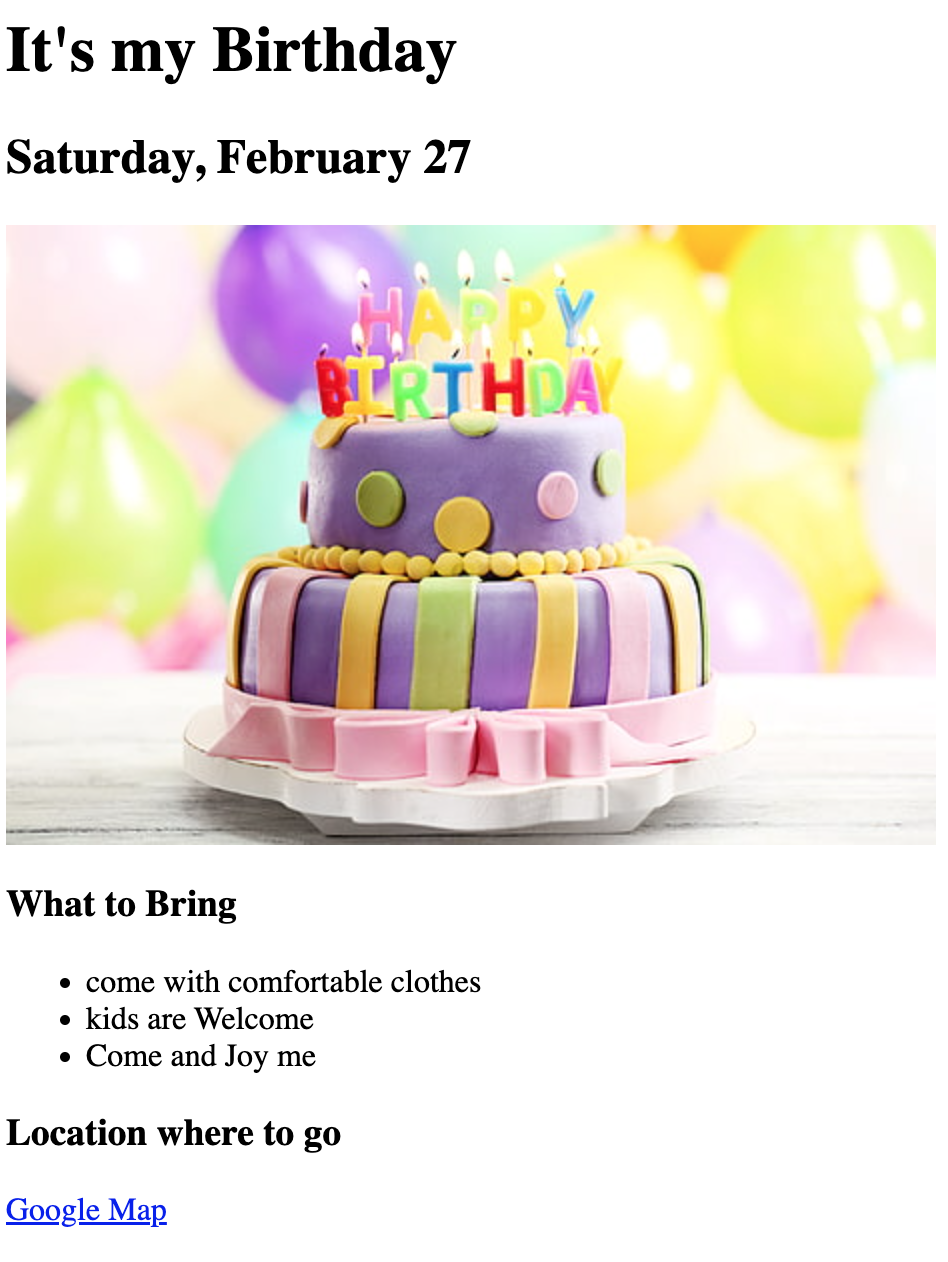 It's my Birthday
Saturday, February 27
HAPPY
BIRTHDAY
What to Bring
come with comfortable clothes
kids are Welcome
Come and Joy me
Location where to go
Google Map